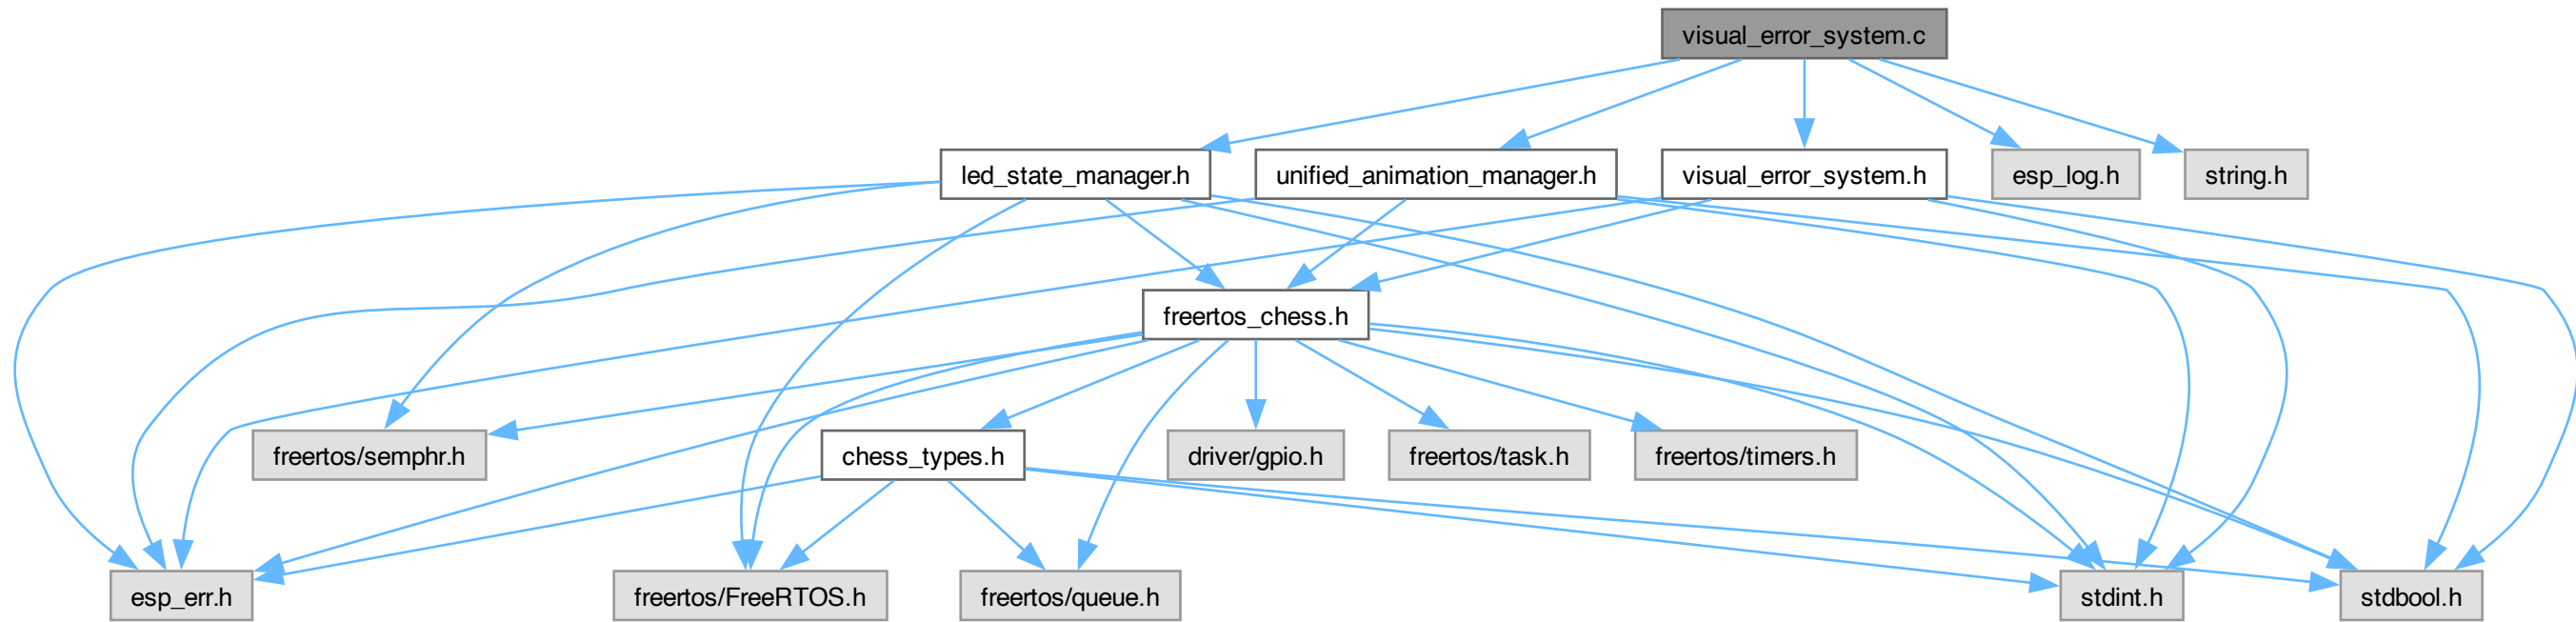 visual_error_system.c
led_state_manager.h
unified_animation_manager.h
visual_error_system.h
esp_log.h
string.h
freertos_chess.h
freertos/semphr.h
chess_types.h
driver/gpio.h
freertos/task.h
freertos/timers.h
esp_err.h
freertos/FreeRTOS.h
freertos/queue.h
stdint.h
stdbool.h